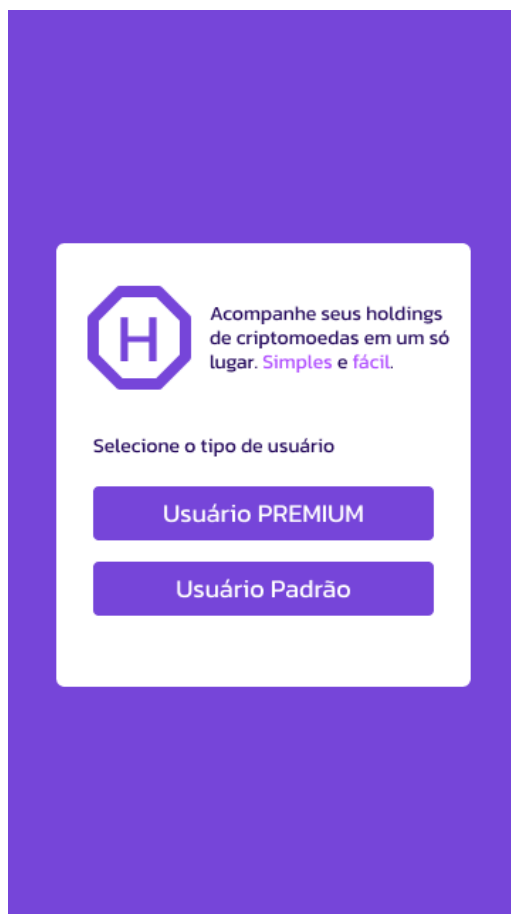 H
Acompanhe seus holdings
de criptomoedas em um só
lugar. Simples e fácil.
Selecione o tipo de usuário
Usuário PREMIUM
Usuário Padrão